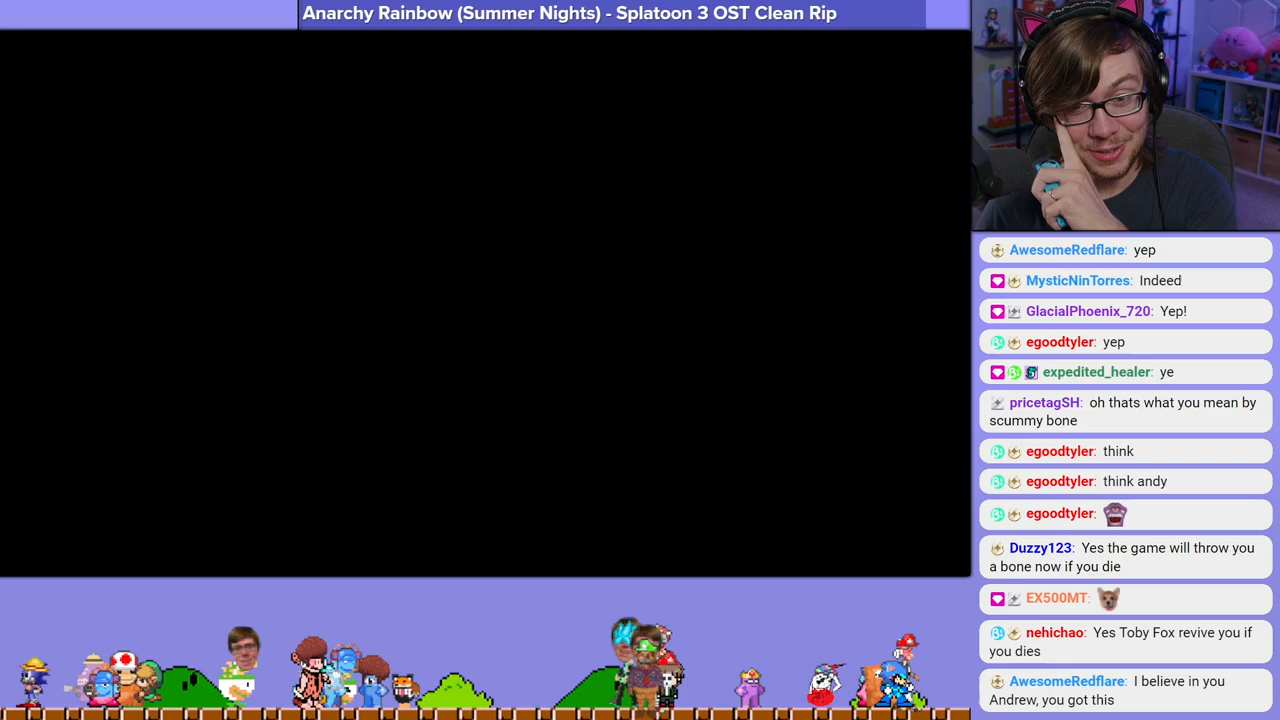 Anarchy Rainbow (Summer Nights) - Splatoon 3 OST Clean Rip
AwesomeRedflare: yep
MysticNinTorres: Indeed
GlacialPhoenix_720: Yep!
egoodtyler: yep
expedited_healer: ye
pricetagSH: oh thats what you mean by
scummy bone
egoodtyler: think
egoodtyler: think andy
egoodtyler:
Duzzy123: Yes the game will throw you
a bone now if you die
EX500MT:
nehichao: Yes Toby Fox revive you if
you dies
AwesomeRedflare: I believe in you
Andrew, you got this